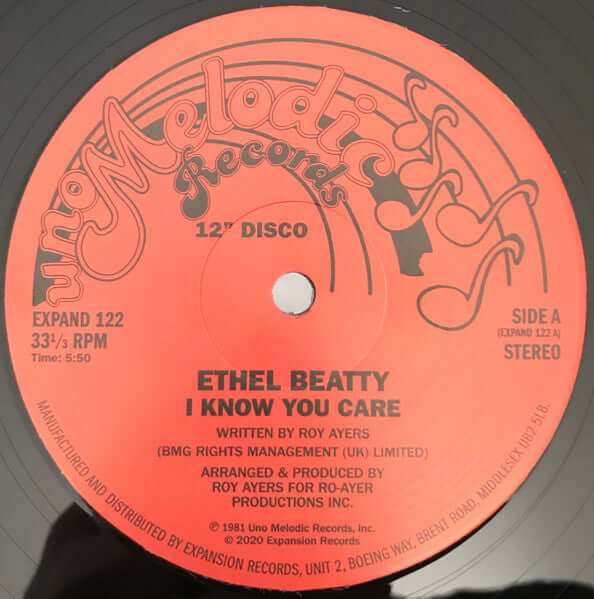 uno Melodic
Records
12" DISCO
EXPAND 122
33 1/3 RPM
Time: 5:50
SIDE A
(EXPAND 122 A)
STEREO
ETHEL BEATTY
I KNOW YOU CARE
WRITTEN BY ROY AYERS
(BMG RIGHTS MANAGEMENT (UK) LIMITED)
ARRANGED & PRODUCED BY
ROY AYERS FOR RO-AYER
PRODUCTIONS INC.
℗ 1981 Uno Melodic Records, Inc.
© 2020 Expansion Records
MANUFACTURED AND DISTRIBUTED BY EXPANSION RECORDS, UNIT 2, BOEING WAY, BRENT ROAD, MIDDLESEX UB2 5LB.